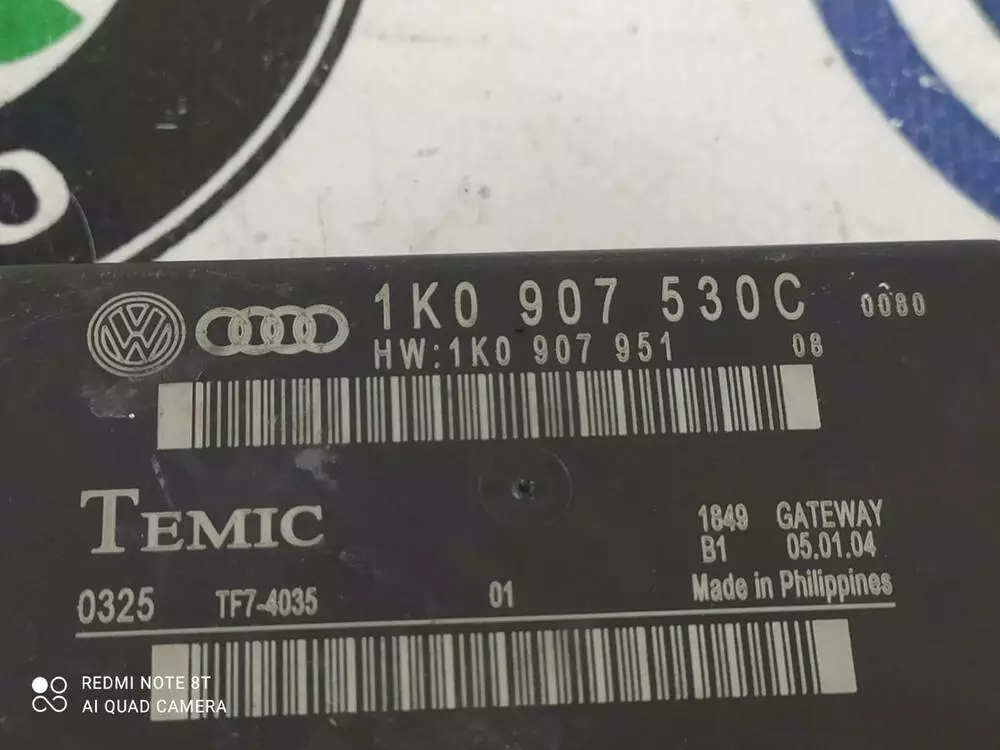 1K0 907 530C 0080
HW:1K0 907 951 08
TEMIC
1849 GATEWAY
B1 05.01.04
Made in Philippines
0325 TF7-4035 01
REDMI NOTE 8T
AI QUAD CAMERA